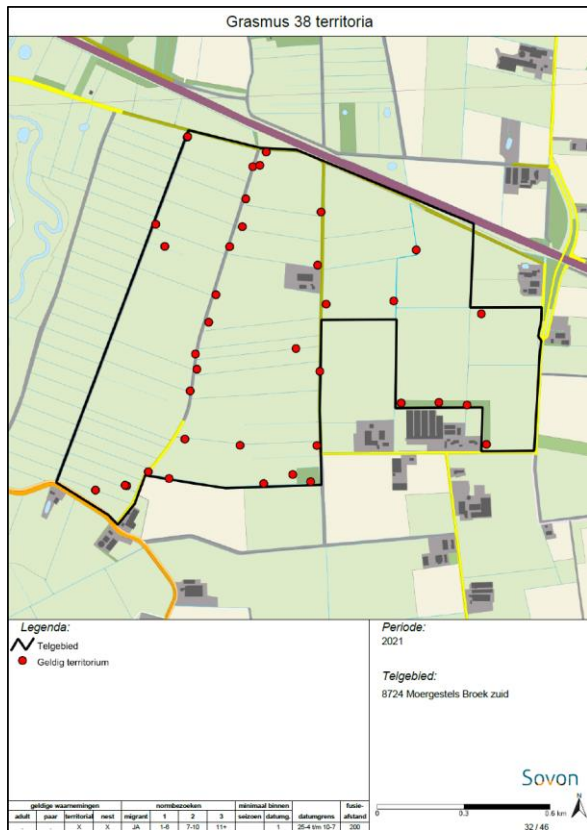 Grasmus 38 territoria
Legenda:
Telgebied
Geldig territorium
Periode:
2021
Telgebied:
8724 Moergestels Broek zuid
Sovon
N
0 0.3 0.6 km
32 / 46
geldige waarnemingen normbezoeken minimaal binnen fusie-
adult paar territoriaal nest migrant 1 2 3 seizoen datumg. datumgrens afstand
. . X X JA 1-6 7-10 11+ 1 25-4 t/m 10-7 200